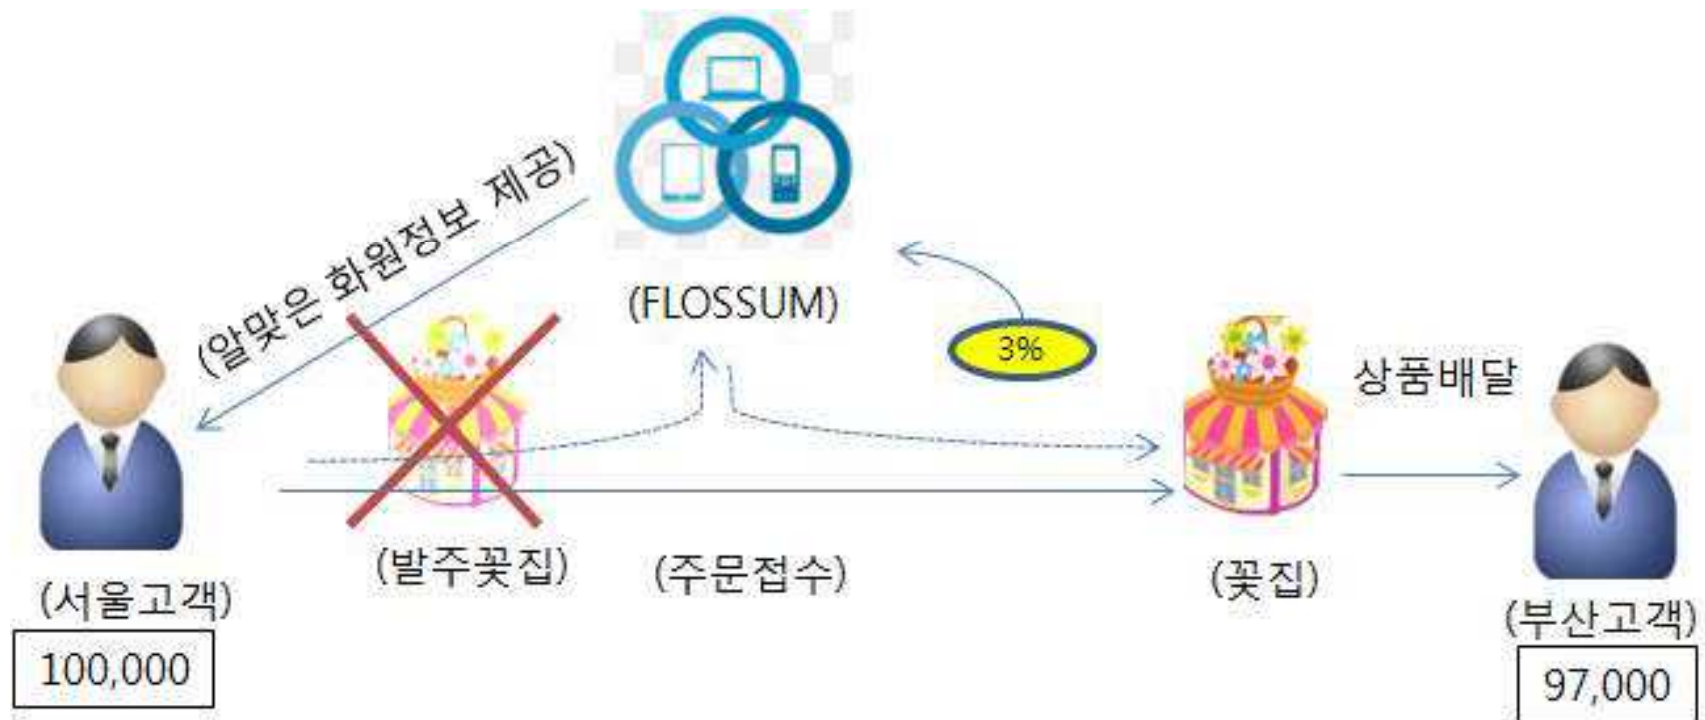 (알맞은 화원정보 제공)
(FLOSSUM)
3%
상품배달
(발주꽃집)
(주문접수)
(꽃집)
(서울고객)
(부산고객)
100,000
97,000